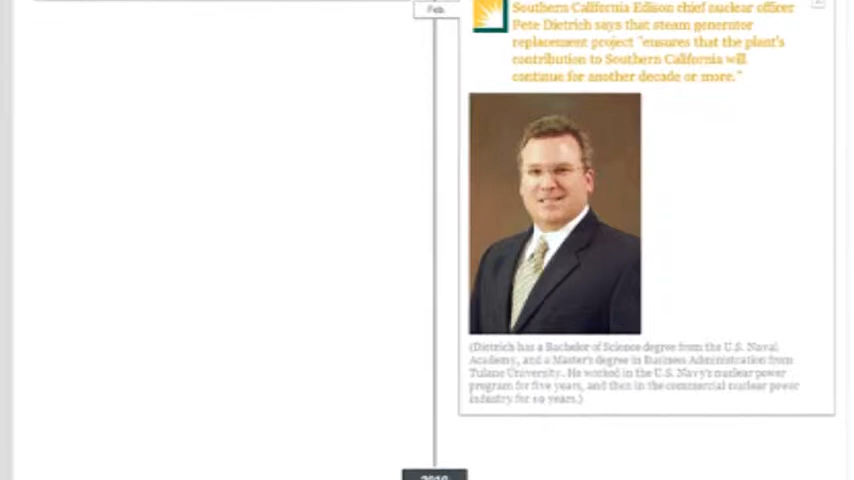 Feb.
Southern California Edison chief nuclear officer
Pete Dietrich says that steam generator
replacement project "ensures that the plant's
contribution to Southern California will
continue for another decade or more."
(Dietrich has a Bachelor of Science degree from the U.S. Naval
Academy, and a Master's degree in Business Administration from
Tulane University. He worked in the U.S. Navy's nuclear power
program for five years, and then in the commercial nuclear power
industry for years.)